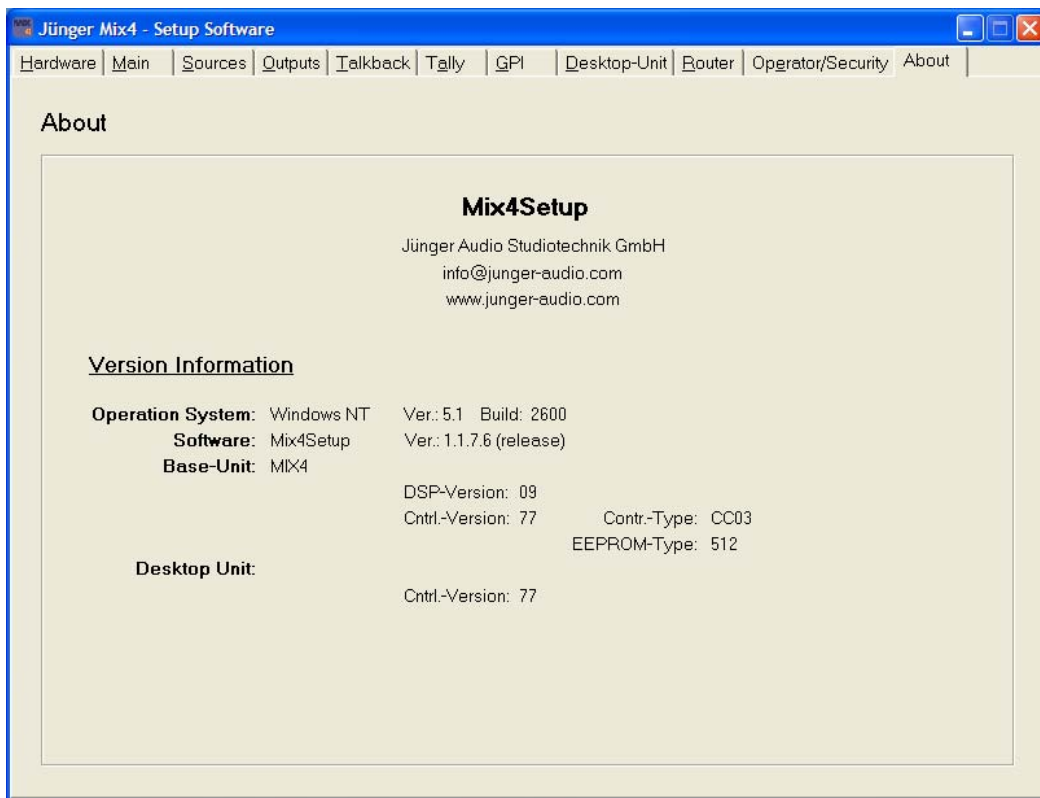 Jünger Mix4 - Setup Software
Hardware Main Sources Outputs Talkback Tally GPI Desktop-Unit Router Operator/Security About
About
Mix4Setup
Jünger Audio Studiotechnik GmbH
info@junger-audio.com
www.junger-audio.com
Version Information
Operation System: Windows NT Ver.: 5.1 Build: 2600
Software: Mix4Setup Ver.: 1.1.7.6 (release)
Base-Unit: MIX4
DSP-Version: 09
Cntrl.-Version: 77 Contr.-Type: CC03
EEPROM-Type: 512
Desktop Unit:
Cntrl.-Version: 77